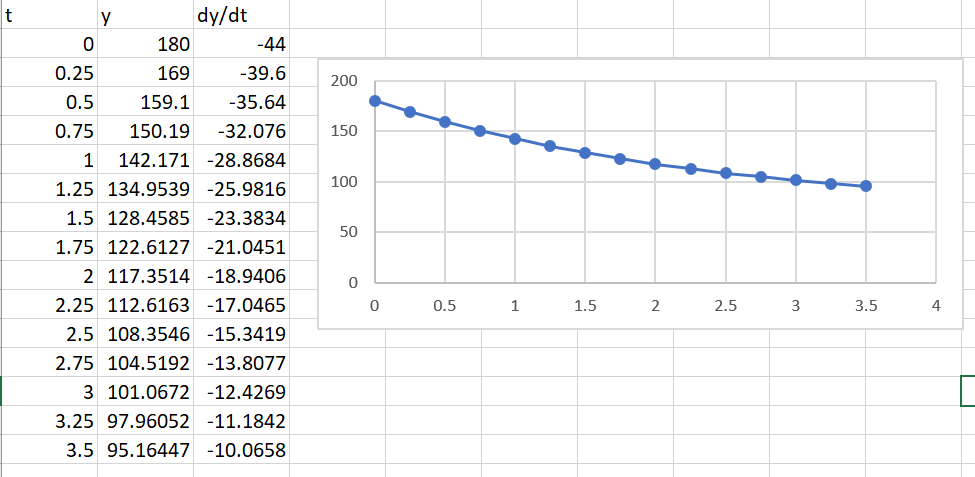 t y dy/dt
0 180 -44
0.25 169 -39.6
0.5 159.1 -35.64
0.75 150.19 -32.076
1 142.171 -28.8684
1.25 134.9539 -25.9816
1.5 128.4585 -23.3834
1.75 122.6127 -21.0451
2 117.3514 -18.9406
2.25 112.6163 -17.0465
2.5 108.3546 -15.3419
2.75 104.5192 -13.8077
3 101.0672 -12.4269
3.25 97.96052 -11.1842
3.5 95.16447 -10.0658
200
150
100
50
0
0 0.5 1 1.5 2 2.5 3 3.5 4